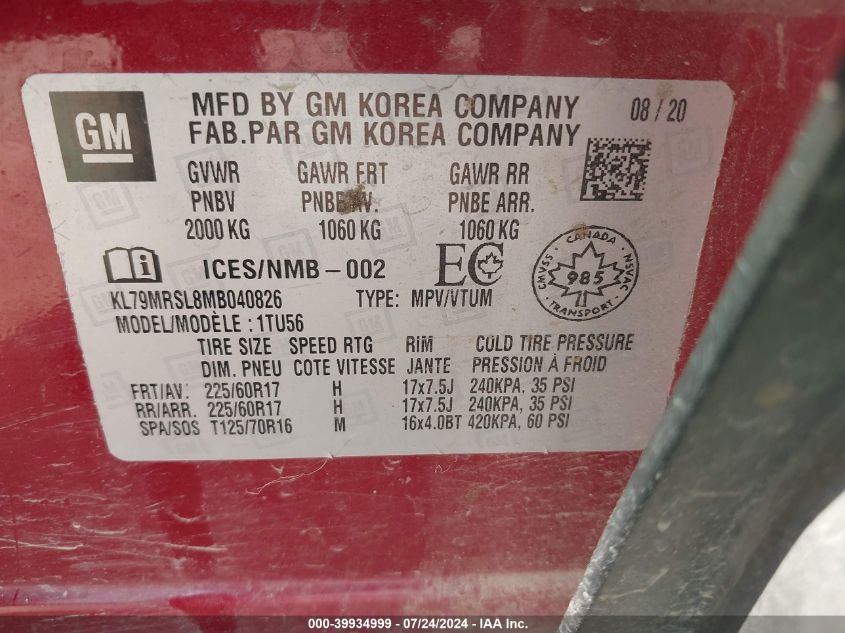 GM
MFD BY GM KOREA COMPANY 08 / 20
FAB.PAR GM KOREA COMPANY
GVWR GAWR FRT GAWR RR
PNBV PNBE AV. PNBE ARR.
2000 KG 1060 KG 1060 KG
ICES/NMB – 002 EC
CANADA
CMVSS 985 NSVAC
TRANSPORT
KL79MRSL8MB040826 TYPE: MPV/VTUM
MODEL/MODÈLE : 1TU56
TIRE SIZE SPEED RTG RIM COLD TIRE PRESSURE
DIM. PNEU COTE VITESSE JANTE PRESSION À FROID
FRT/AV: 225/60R17 H 17x7.5J 240KPA, 35 PSI
RR/ARR: 225/60R17 H 17x7.5J 240KPA, 35 PSI
SPA/SOS T125/70R16 M 16x4.0BT 420KPA, 60 PSI
000-39934999 - 07/24/2024 - IAA Inc.